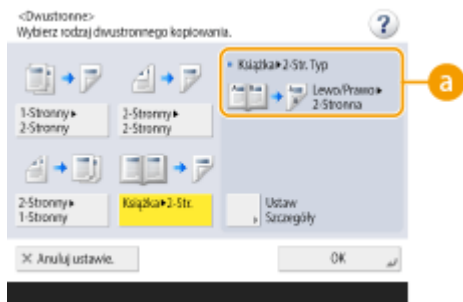 <Dwustronne>
Wybierz rodzaj dwustronnego kopiowania.
?
Książka▸2-Str. Typ
Lewo/Prawo▸
2-Stronna
a
1-Stronny▸
2-Stronny
2-Stronny▸
2-Stronny
2-Stronny▸
1-Stronny
Książka▸2-Str.
Ustaw
Szczegóły
× Anuluj ustawie.
OK